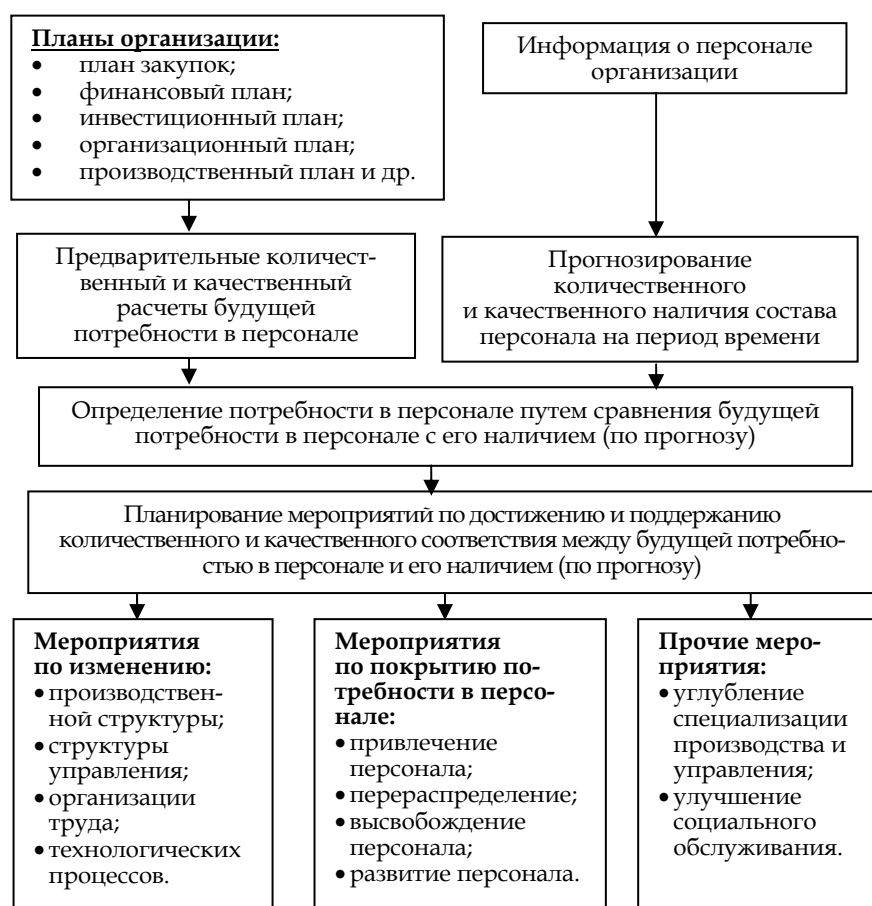 Планы организации:
• план закупок;
• финансовый план;
• инвестиционный план;
• организационный план;
• производственный план и др.
Информация о персонале
организации
Предварительные количест-
венный и качественный
расчеты будущей
потребности в персонале
Прогнозирование
количественного
и качественного наличия состава
персонала на период времени
Определение потребности в персонале путем сравнения будущей
потребности в персонале с его наличием (по прогнозу)
Планирование мероприятий по достижению и поддержанию
количественного и качественного соответствия между будущей потребно-
стью в персонале и его наличием (по прогнозу)
Мероприятия
по изменению:
• производствен-
ной структуры;
• структуры
управления;
• организации
труда;
• технологических
процессов.
Мероприятия
по покрытию по-
требности в персо-
нале:
• привлечение
персонала;
• перераспределение;
• высвобождение
персонала;
• развитие персонала.
Прочие меро-
приятия:
• углубление
специализации
производства и
управления;
• улучшение
социального
обслуживания.